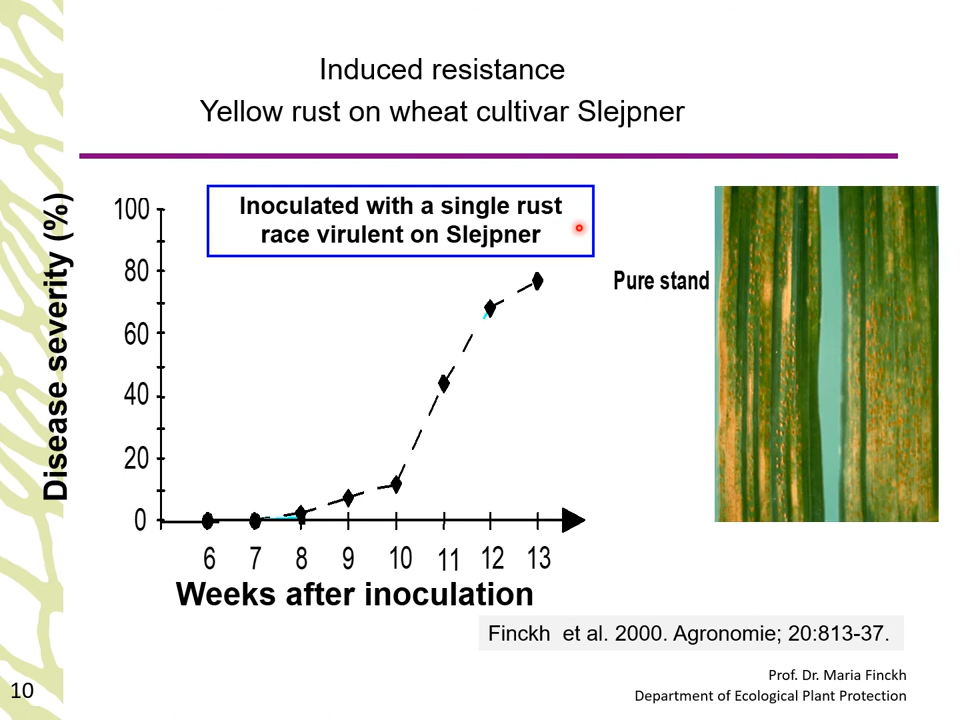 Induced resistance
Yellow rust on wheat cultivar Slejpner
Inoculated with a single rust
race virulent on Slejpner
Disease severity (%)
100
80
60
40
20
0
Pure stand
6 7 8 9 10 11 12 13
Weeks after inoculation
Finckh et al. 2000. Agronomie; 20:813-37.
Prof. Dr. Maria Finckh
Department of Ecological Plant Protection
10